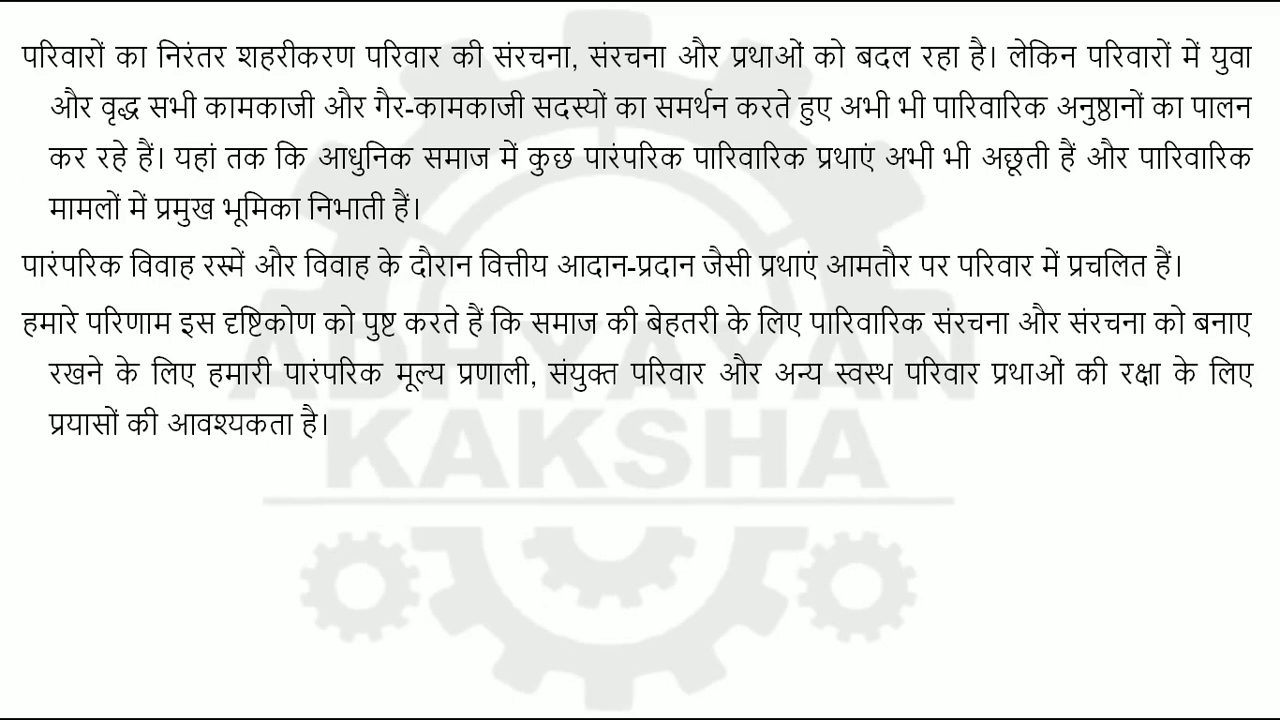 परिवारों का निरंतर शहरीकरण परिवार की संरचना, संरचना और प्रथाओं को बदल रहा है। लेकिन परिवारों में युवा
और वृद्ध सभी कामकाजी और गैर-कामकाजी सदस्यों का समर्थन करते हुए अभी भी पारिवारिक अनुष्ठानों का पालन
कर रहे हैं। यहां तक कि आधुनिक समाज में कुछ पारंपरिक पारिवारिक प्रथाएं अभी भी अछूती हैं और पारिवारिक
मामलों में प्रमुख भूमिका निभाती हैं।
पारंपरिक विवाह रस्में और विवाह के दौरान वित्तीय आदान-प्रदान जैसी प्रथाएं आमतौर पर परिवार में प्रचलित हैं।
हमारे परिणाम इस दृष्टिकोण को पुष्ट करते हैं कि समाज की बेहतरी के लिए पारिवारिक संरचना और संरचना को बनाए
रखने के लिए हमारी पारंपरिक मूल्य प्रणाली, संयुक्त परिवार और अन्य स्वस्थ परिवार प्रथाओं की रक्षा के लिए
प्रयासों की आवश्यकता है।
ADHYAYAN
KAKSHA